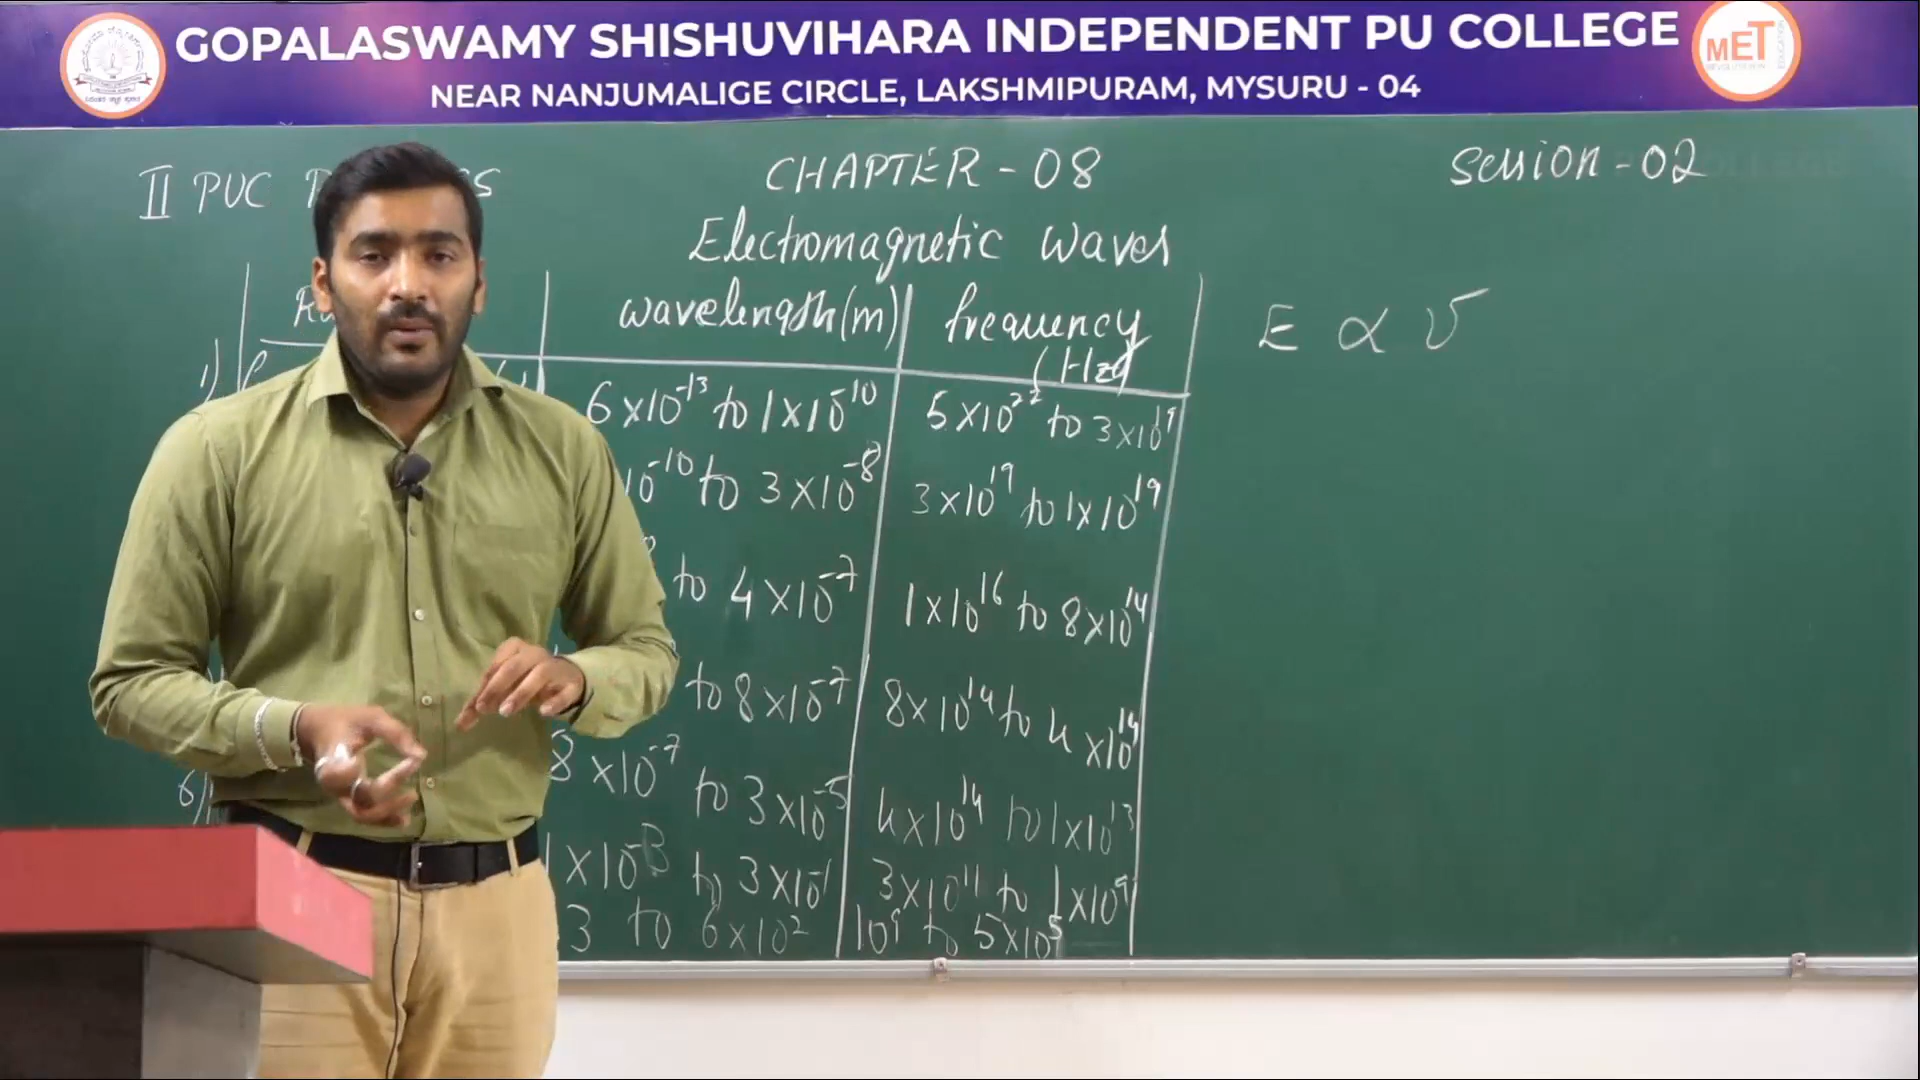 GOPALASWAMY SHISHUVIHARA INDEPENDENT PU COLLEGE
NEAR NANJUMALIGE CIRCLE, LAKSHMIPURAM, MYSURU - 04
MET
II PUC
CHAPTER - 08
Session - 02
Electromagnetic Waves
wavelength(m) frequency (Hz)
E ∝ ν
1)
6×10⁻¹³ to 1×10⁻¹⁰ 5×10²² to 3×10¹⁹
10⁻¹⁰ to 3×10⁻⁸ 3×10¹⁹ to 1×10¹⁹
to 4×10⁻⁷ 1×10¹⁶ to 8×10¹⁴
to 8×10⁻⁷ 8×10¹⁴ to 4×10¹⁴
6) 8×10⁻⁷ to 3×10⁻⁵ 4×10¹⁴ to 1×10¹³
1×10⁻³ to 3×10⁻¹ 3×10¹¹ to 1×10⁹
3 to 6×10² 10⁹ to 5×10⁵